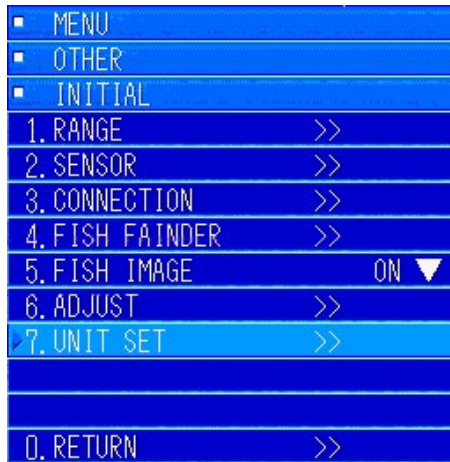 MENU
OTHER
INITIAL
1. RANGE >>
2. SENSOR >>
3. CONNECTION >>
4. FISH FAINDER >>
5. FISH IMAGE ON ▼
6. ADJUST >>
7. UNIT SET >>
0. RETURN >>